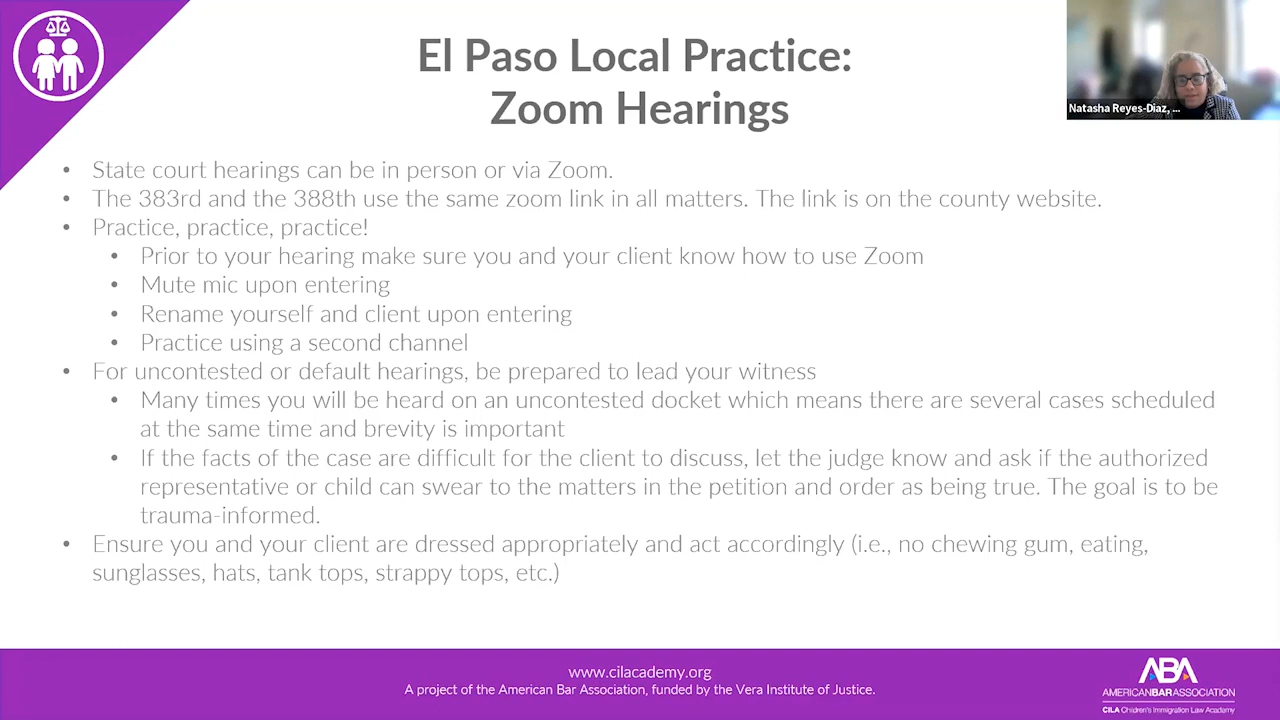 El Paso Local Practice:
Zoom Hearings
Natasha Reyes-Diaz, ...
• State court hearings can be in person or via Zoom.
• The 383rd and the 388th use the same zoom link in all matters. The link is on the county website.
• Practice, practice, practice!
• Prior to your hearing make sure you and your client know how to use Zoom
• Mute mic upon entering
• Rename yourself and client upon entering
• Practice using a second channel
• For uncontested or default hearings, be prepared to lead your witness
• Many times you will be heard on an uncontested docket which means there are several cases scheduled
at the same time and brevity is important
• If the facts of the case are difficult for the client to discuss, let the judge know and ask if the authorized
representative or child can swear to the matters in the petition and order as being true. The goal is to be
trauma-informed.
• Ensure you and your client are dressed appropriately and act accordingly (i.e., no chewing gum, eating,
sunglasses, hats, tank tops, strappy tops, etc.)
www.cilacademy.org
A project of the American Bar Association, funded by the Vera Institute of Justice.
ABA
AMERICANBARASSOCIATION
CILA Children's Immigration Law Academy